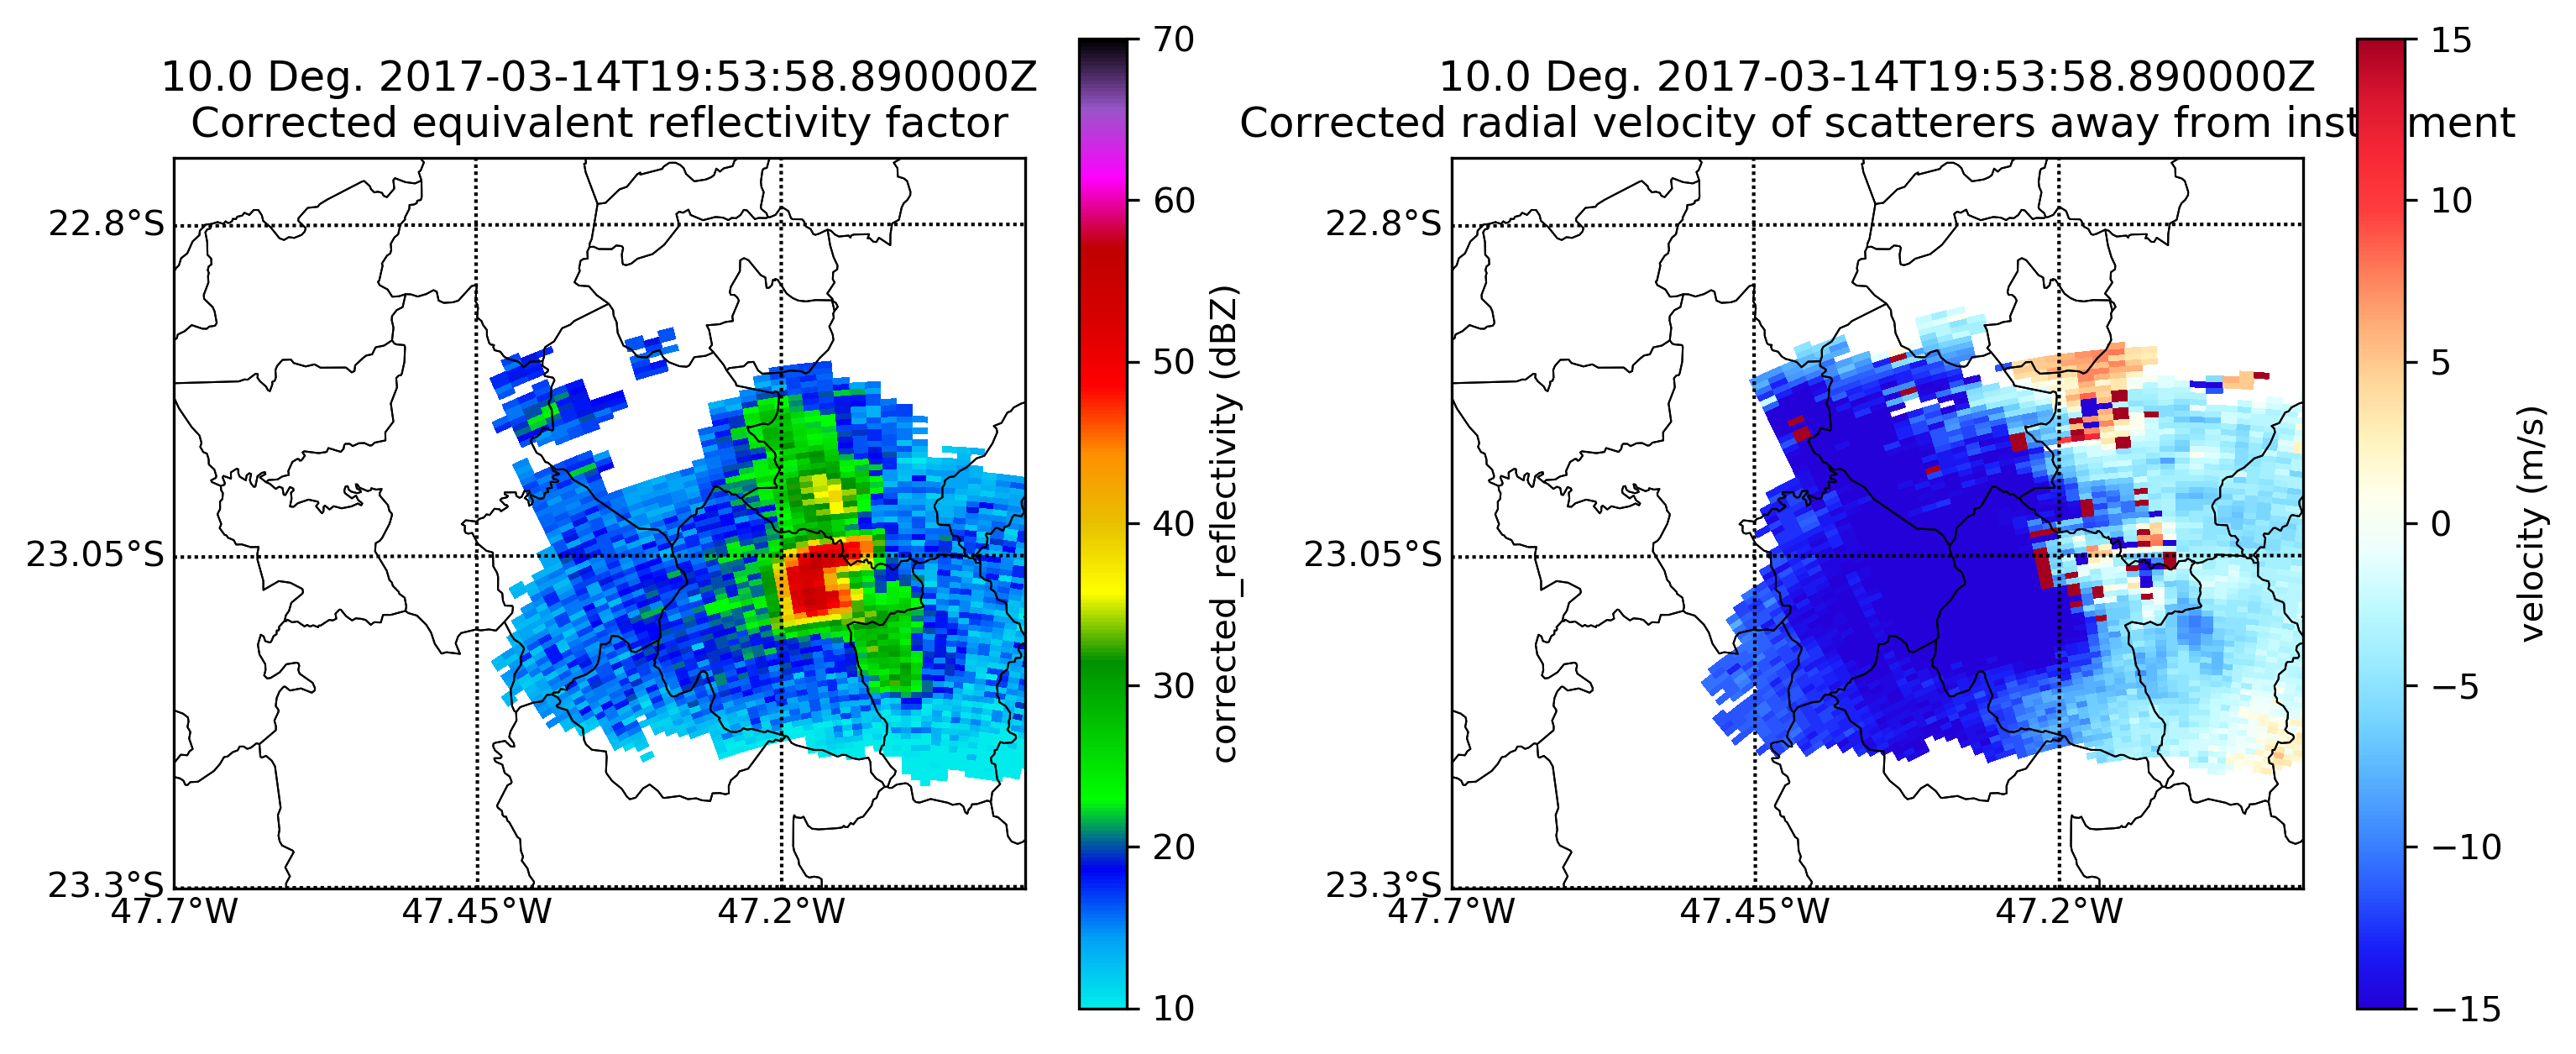 10.0 Deg. 2017-03-14T19:53:58.890000Z
Corrected equivalent reflectivity factor
22.8°S
23.05°S
23.3°S
47.7°W
47.45°W
47.2°W
70
60
50
40
30
20
10
corrected_reflectivity (dBZ)
10.0 Deg. 2017-03-14T19:53:58.890000Z
Corrected radial velocity of scatterers away from inst ment
22.8°S
23.05°S
23.3°S
47.7°W
47.45°W
47.2°W
15
10
5
0
−5
−10
−15
velocity (m/s)